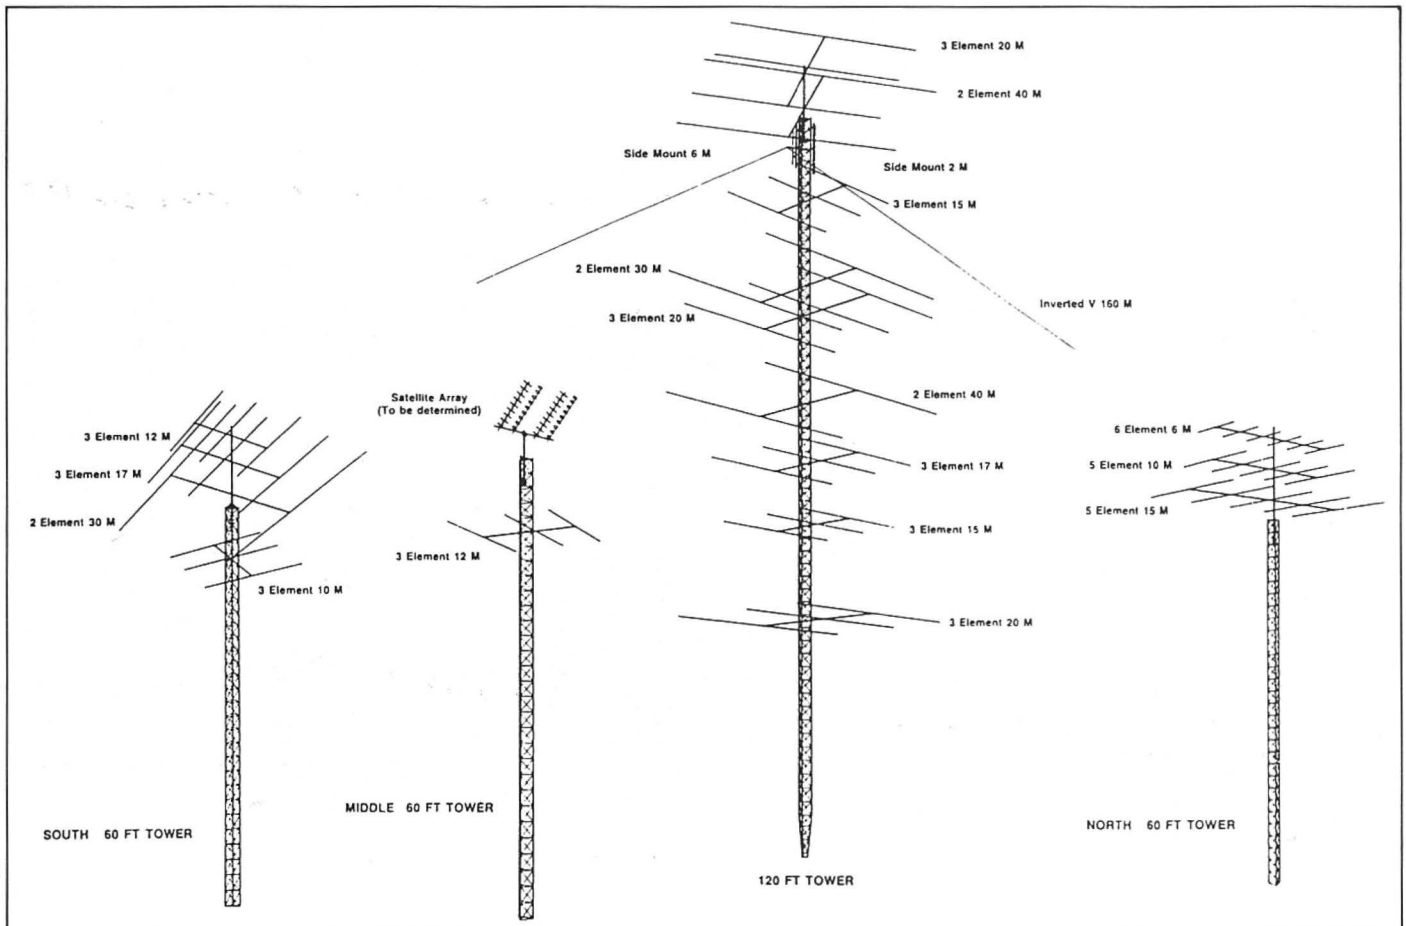 3 Element 20 M
2 Element 40 M
Side Mount 6 M
Side Mount 2 M
3 Element 15 M
2 Element 30 M
Inverted V 160 M
3 Element 20 M
Satellite Array
(To be determined)
2 Element 40 M
3 Element 12 M
6 Element 6 M
3 Element 17 M
3 Element 17 M
5 Element 10 M
2 Element 30 M
3 Element 15 M
5 Element 15 M
3 Element 12 M
3 Element 10 M
3 Element 20 M
SOUTH 60 FT TOWER
MIDDLE 60 FT TOWER
120 FT TOWER
NORTH 60 FT TOWER